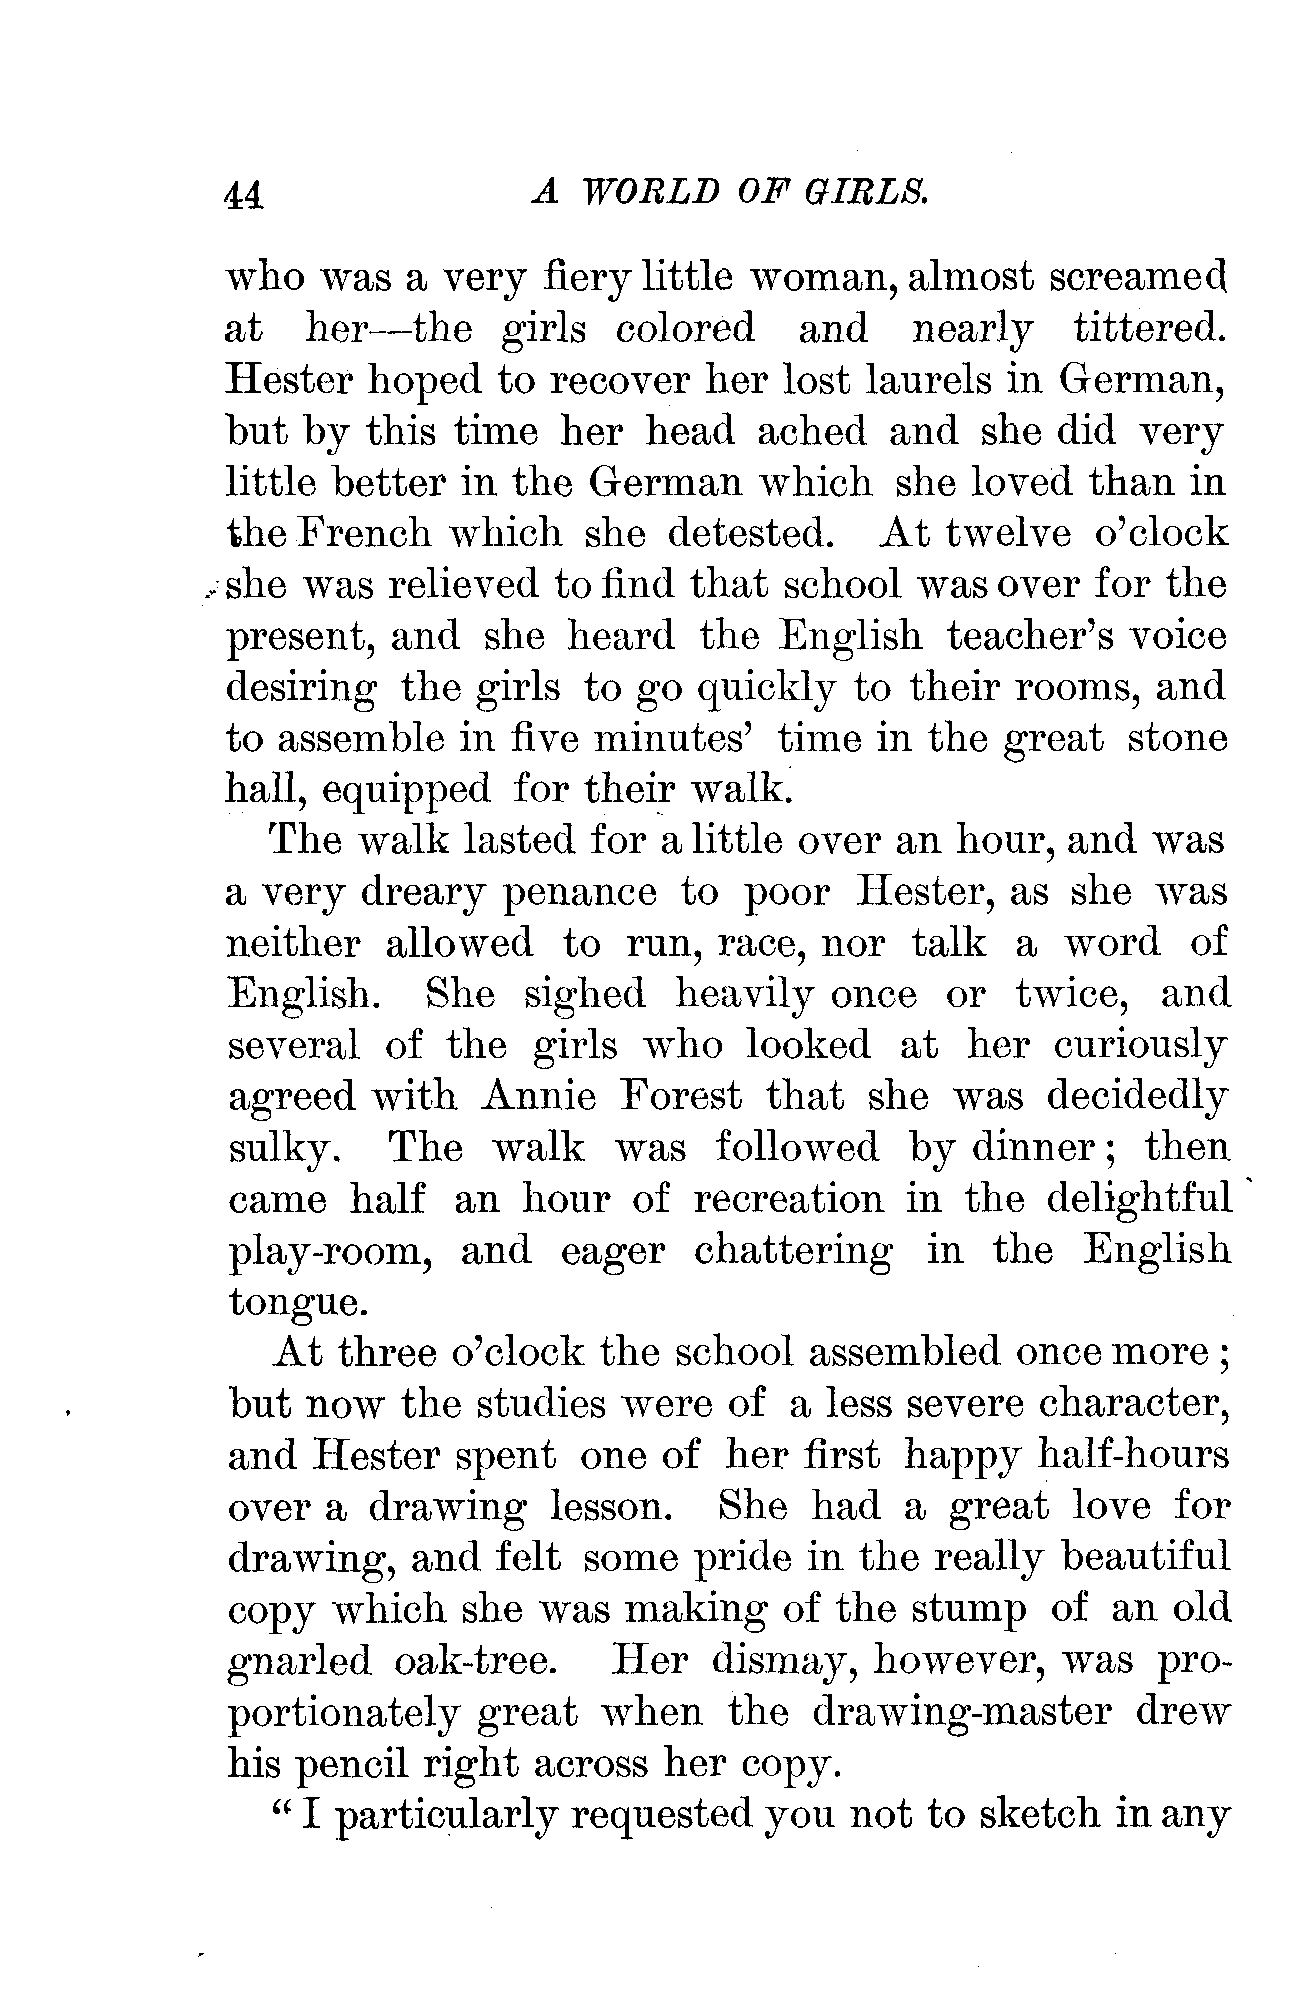 44 A WORLD OF GIRLS.
who was a very fiery little woman, almost screamed
at her—the girls colored and nearly tittered.
Hester hoped to recover her lost laurels in German,
but by this time her head ached and she did very
little better in the German which she loved than in
the French which she detested. At twelve o'clock
she was relieved to find that school was over for the
present, and she heard the English teacher's voice
desiring the girls to go quickly to their rooms, and
to assemble in five minutes' time in the great stone
hall, equipped for their walk.
The walk lasted for a little over an hour, and was
a very dreary penance to poor Hester, as she was
neither allowed to run, race, nor talk a word of
English. She sighed heavily once or twice, and
several of the girls who looked at her curiously
agreed with Annie Forest that she was decidedly
sulky. The walk was followed by dinner; then
came half an hour of recreation in the delightful
play-room, and eager chattering in the English
tongue.
At three o'clock the school assembled once more;
but now the studies were of a less severe character,
and Hester spent one of her first happy half-hours
over a drawing lesson. She had a great love for
drawing, and felt some pride in the really beautiful
copy which she was making of the stump of an old
gnarled oak-tree. Her dismay, however, was pro-
portionately great when the drawing-master drew
his pencil right across her copy.
"I particularly requested you not to sketch in any